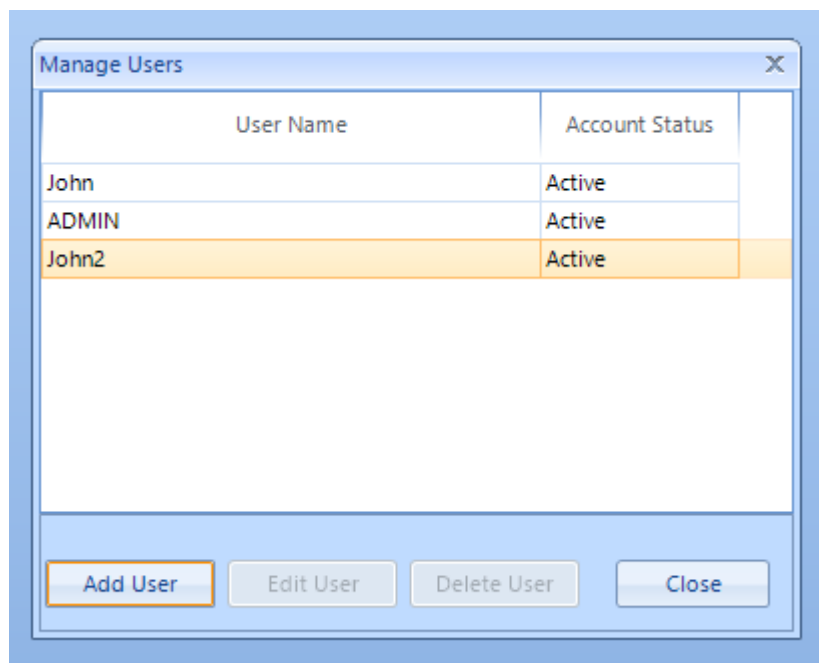 Manage Users
User Name Account Status
John Active
ADMIN Active
John2 Active
Add User Edit User Delete User Close